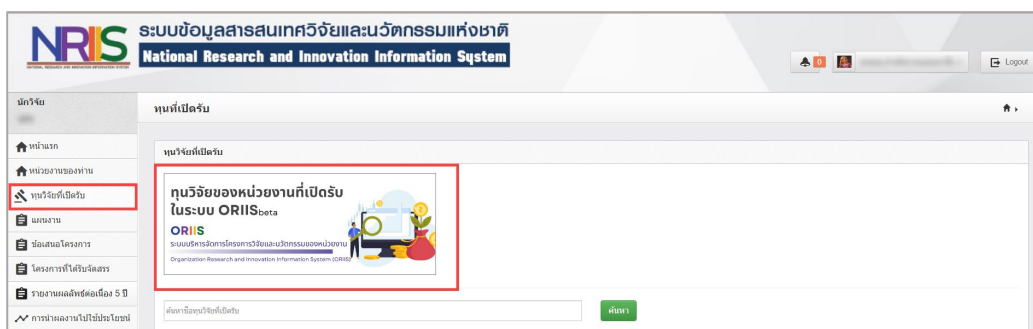 NRIIS
NATIONAL RESEARCH AND INNOVATION INFORMATION SYSTEM
ระบบข้อมูลสารสนเทศวิจัยและนวัตกรรมแห่งชาติ
National Research and Innovation Information System
0
Logout
นักวิจัย
ทุนที่เปิดรับ
หน้าแรก
หน่วยงานของท่าน
ทุนวิจัยที่เปิดรับ
แผนงาน
ข้อเสนอโครงการ
โครงการที่ได้รับจัดสรร
รายงานผลลัพธ์ต่อเนื่อง 5 ปี
การนำผลงานไปใช้ประโยชน์
ทุนวิจัยที่เปิดรับ
ทุนวิจัยของหน่วยงานที่เปิดรับ
ในระบบ ORIISbeta
ORIIS
ระบบบริหารจัดการโครงการวิจัยและนวัตกรรมของหน่วยงาน
Organization Research and Innovation Information System (ORIIS)
ค้นหาชื่อทุนวิจัยที่เปิดรับ
ค้นหา